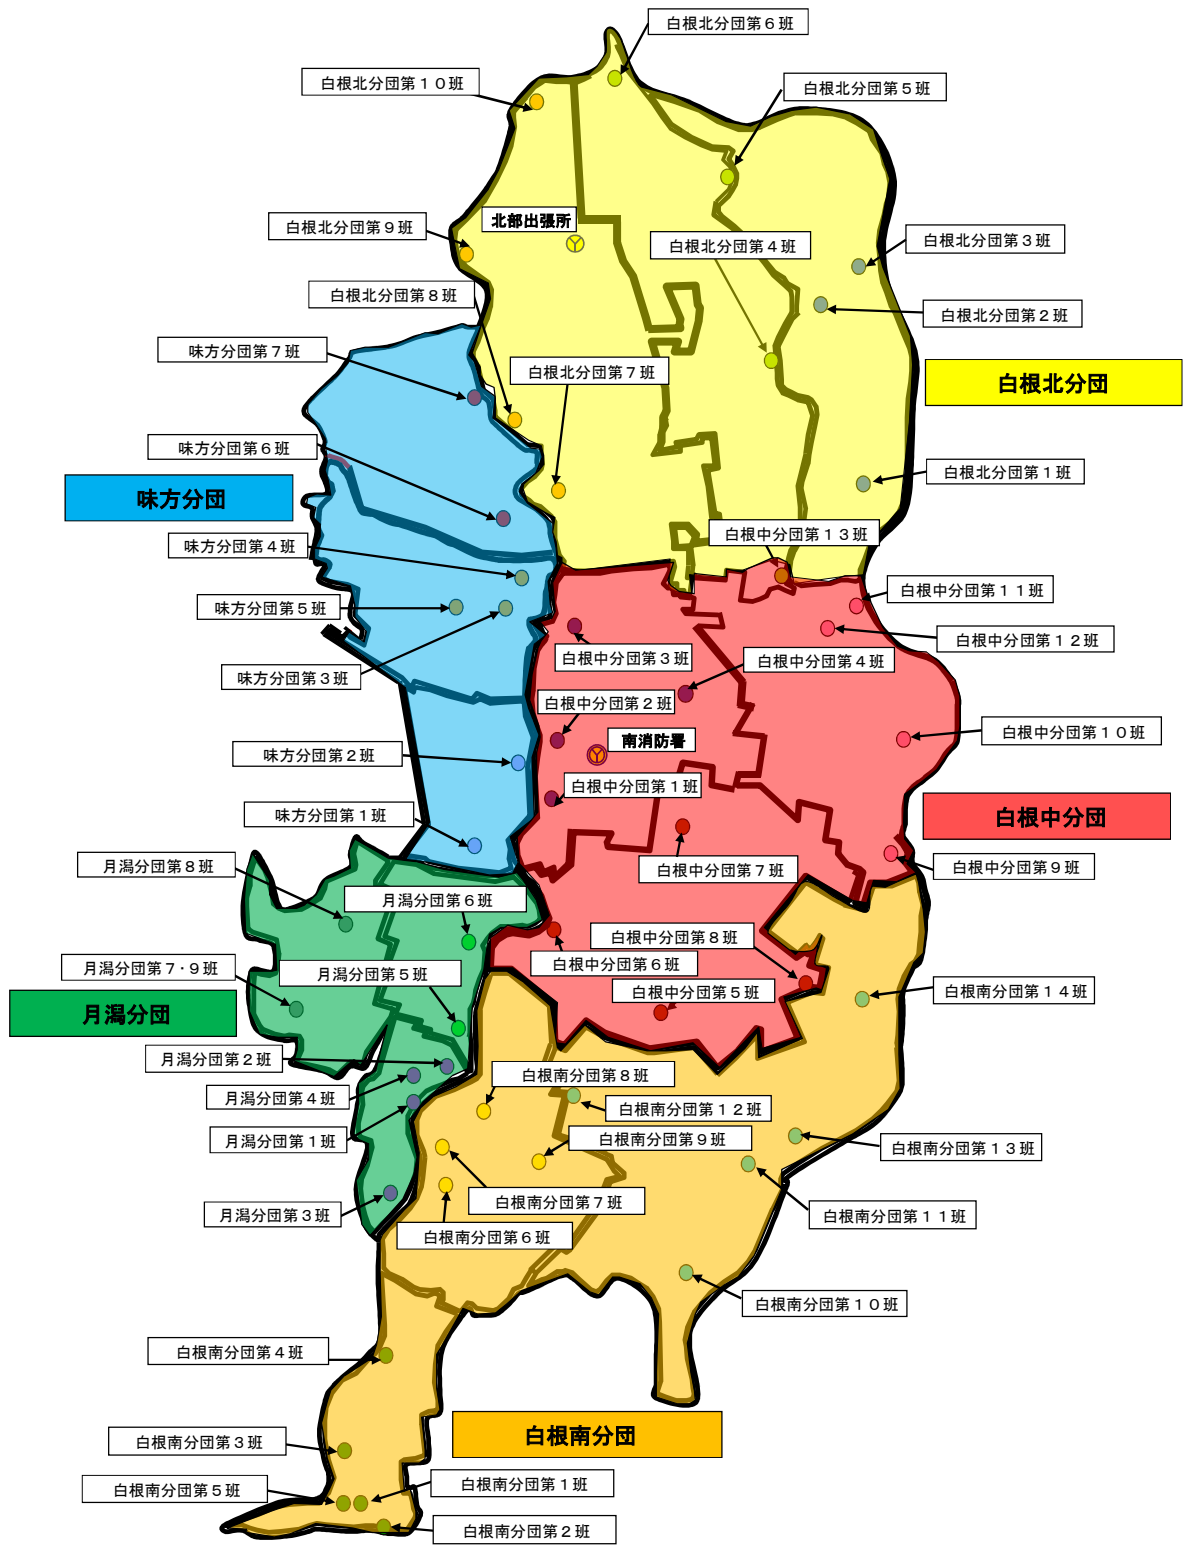 白根北分団第６班
白根北分団第１０班
白根北分団第５班
白根北分団第９班
北部出張所
白根北分団第４班
白根北分団第３班
白根北分団第８班
白根北分団第２班
味方分団第７班
白根北分団第７班
白根北分団
味方分団第６班
白根北分団第１班
味方分団
白根中分団第１３班
味方分団第４班
白根中分団第１１班
味方分団第５班
白根中分団第１２班
白根中分団第３班
白根中分団第４班
味方分団第３班
白根中分団第２班
白根中分団第１０班
南消防署
味方分団第２班
白根中分団第１班
味方分団第１班
白根中分団
月潟分団第８班
白根中分団第７班
白根中分団第９班
月潟分団第６班
白根中分団第８班
月潟分団第７・９班
月潟分団第５班
白根中分団第６班
白根中分団第５班
白根南分団第１４班
月潟分団
月潟分団第２班
白根南分団第８班
月潟分団第４班
白根南分団第１２班
月潟分団第１班
白根南分団第９班
白根南分団第１３班
白根南分団第７班
月潟分団第３班
白根南分団第１１班
白根南分団第６班
白根南分団第１０班
白根南分団第４班
白根南分団
白根南分団第３班
白根南分団第５班
白根南分団第１班
白根南分団第２班